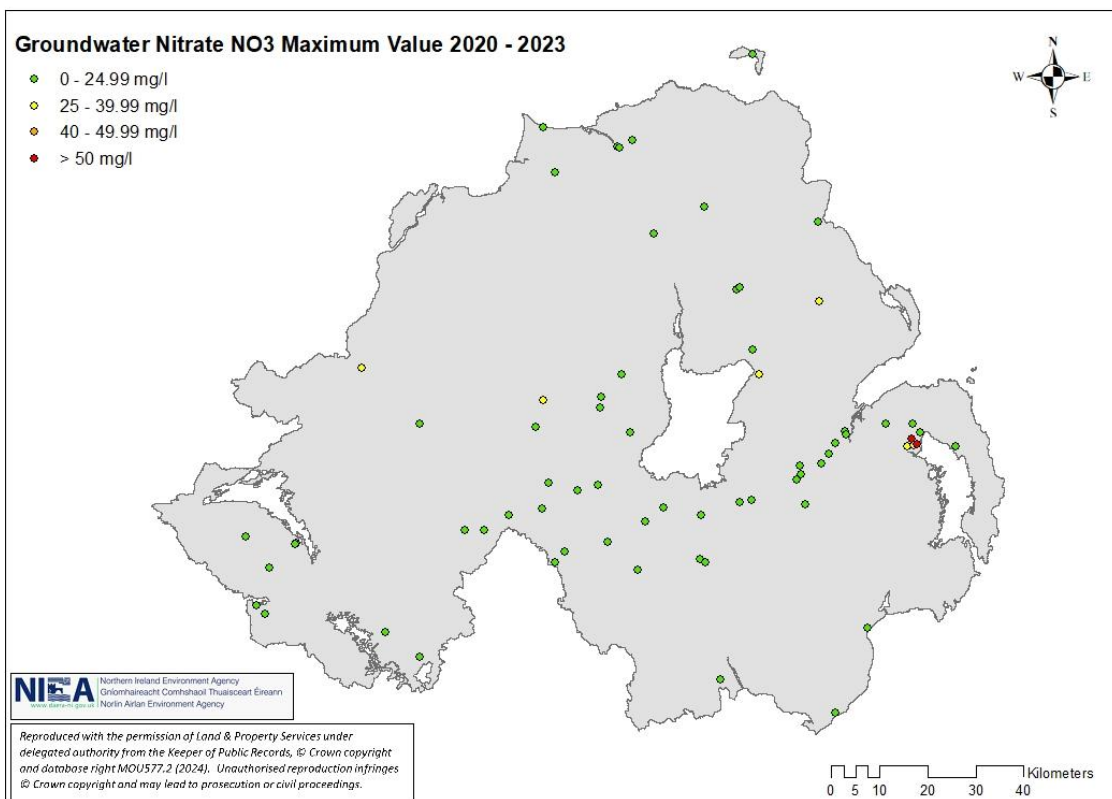 Groundwater Nitrate NO3 Maximum Value 2020 - 2023
0 - 24.99 mg/l
25 - 39.99 mg/l
40 - 49.99 mg/l
> 50 mg/l
N
W E
S
NIEA
www.daera-ni.gov.uk
Northern Ireland Environment Agency
Gníomhaireacht Comhshaoil Thuaisceart Éireann
Norlin Airlan Environment Agency
Reproduced with the permission of Land & Property Services under
delegated authority from the Keeper of Public Records, © Crown copyright
and database right MOU577.2 (2024). Unauthorised reproduction infringes
© Crown copyright and may lead to prosecution or civil proceedings.
Kilometers
0 5 10 20 30 40